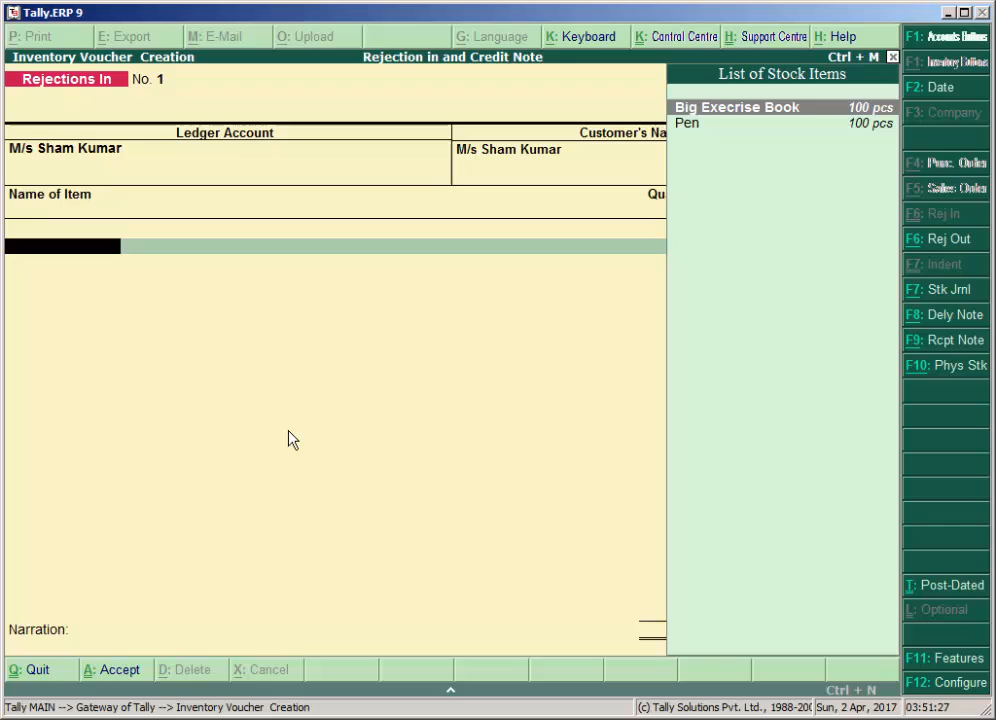 Tally.ERP 9
P: Print E: Export M: E-Mail O: Upload G: Language K: Keyboard K: Control Centre H: Support Centre H: Help
Inventory Voucher Creation Rejection in and Credit Note Ctrl + M
Rejections In No. 1
Ledger Account Customer's Na
M/s Sham Kumar M/s Sham Kumar
Name of Item Qua
List of Stock Items
Big Execrise Book 100 pcs
Pen 100 pcs
Narration:
F1: Accounts Buttons
F1: Inventory Buttons
F2: Date
F3: Company
F4: Purc. Order
F5: Sales Order
F6: Rej In
F6: Rej Out
F7: Indent
F7: Stk Jrnl
F8: Dely Note
F9: Rcpt Note
F10: Phys Stk
T: Post-Dated
L: Optional
F11: Features
F12: Configure
Q: Quit A: Accept D: Delete X: Cancel
Ctrl + N
Tally MAIN --> Gateway of Tally --> Inventory Voucher Creation (c) Tally Solutions Pvt. Ltd., 1988-200 Sun, 2 Apr, 2017 03:51:27